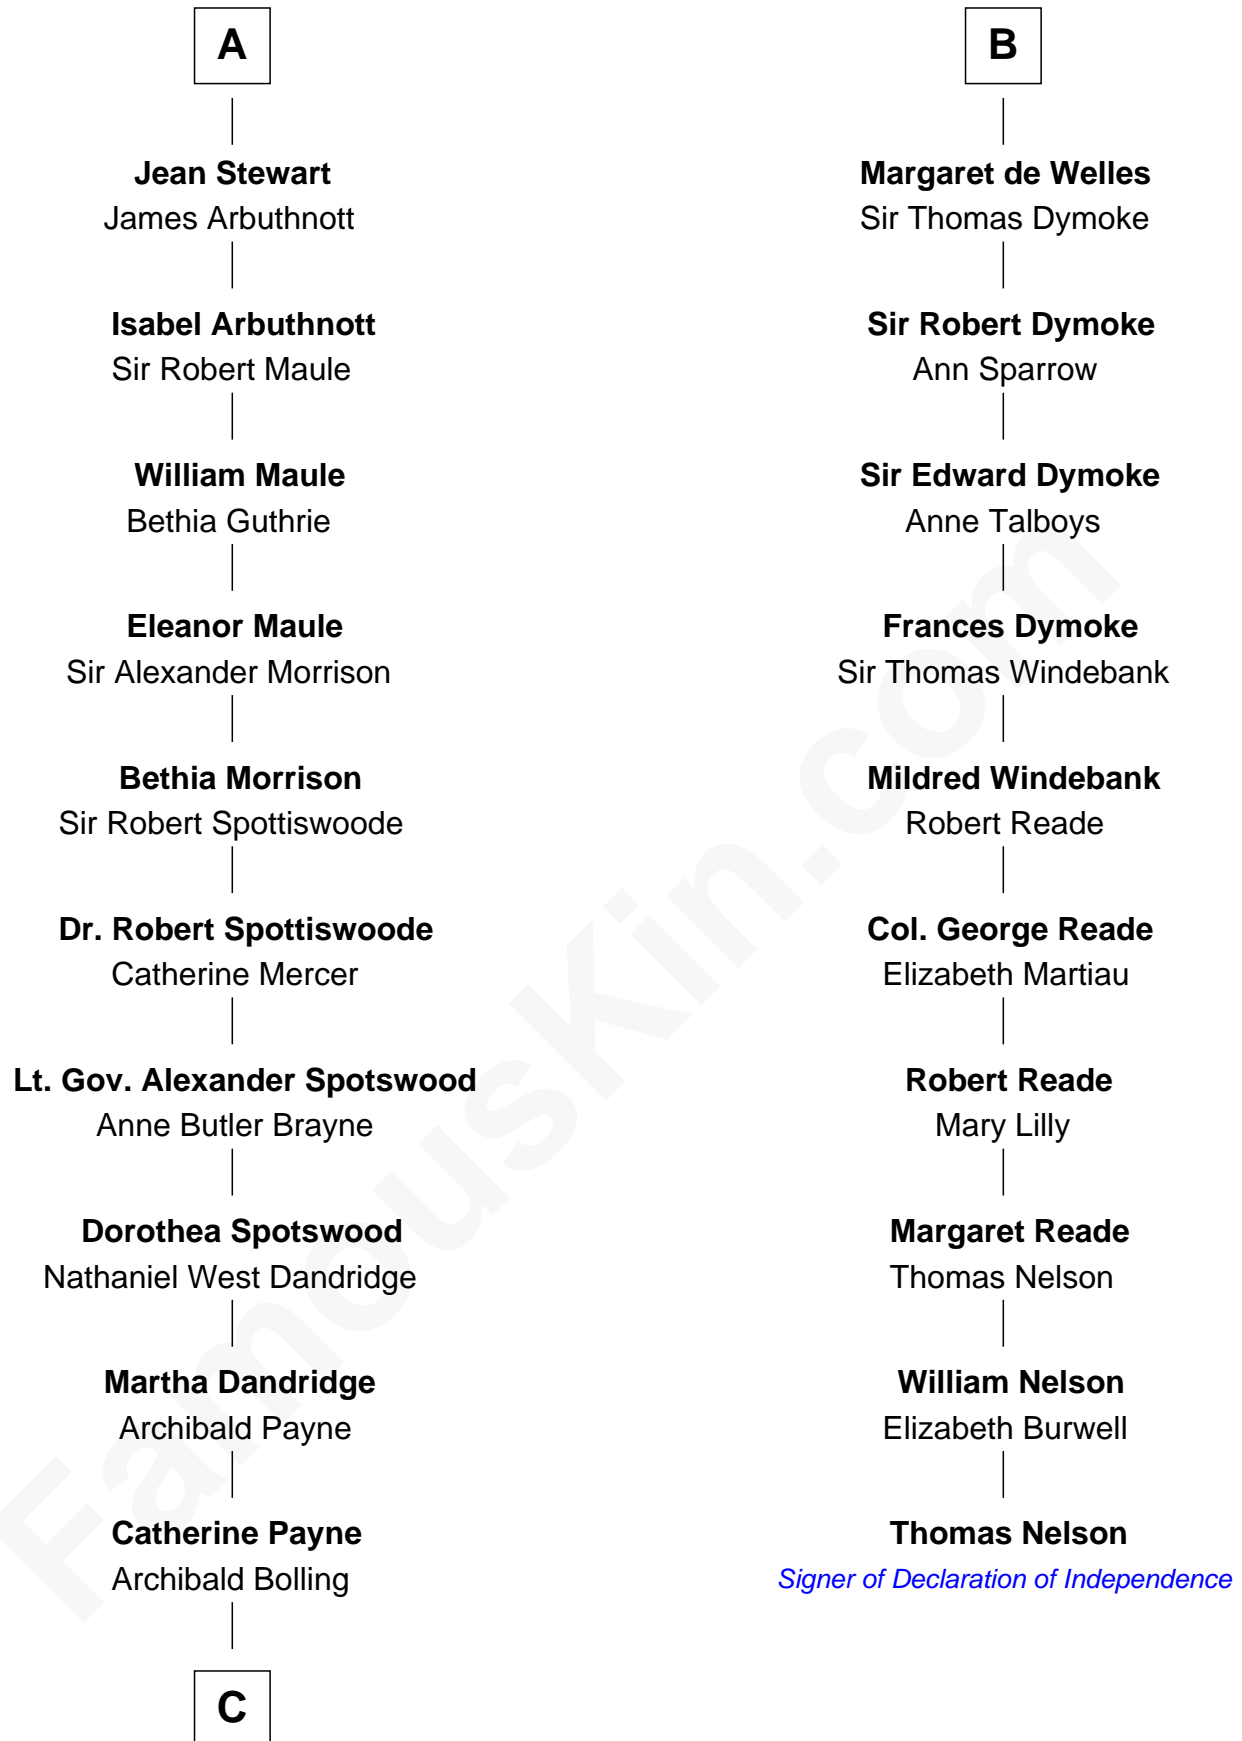 A
Jean Stewart
James Arbuthnott
Isabel Arbuthnott
Sir Robert Maule
William Maule
Bethia Guthrie
Eleanor Maule
Sir Alexander Morrison
Bethia Morrison
Sir Robert Spottiswoode
Dr. Robert Spottiswoode
Catherine Mercer
Lt. Gov. Alexander Spotswood
Anne Butler Brayne
Dorothea Spotswood
Nathaniel West Dandridge
Martha Dandridge
Archibald Payne
Catherine Payne
Archibald Bolling
C
B
Margaret de Welles
Sir Thomas Dymoke
Sir Robert Dymoke
Ann Sparrow
Sir Edward Dymoke
Anne Talboys
Frances Dymoke
Sir Thomas Windebank
Mildred Windebank
Robert Reade
Col. George Reade
Elizabeth Martiau
Robert Reade
Mary Lilly
Margaret Reade
Thomas Nelson
William Nelson
Elizabeth Burwell
Thomas Nelson
Signer of Declaration of Independence
FamousKin.com